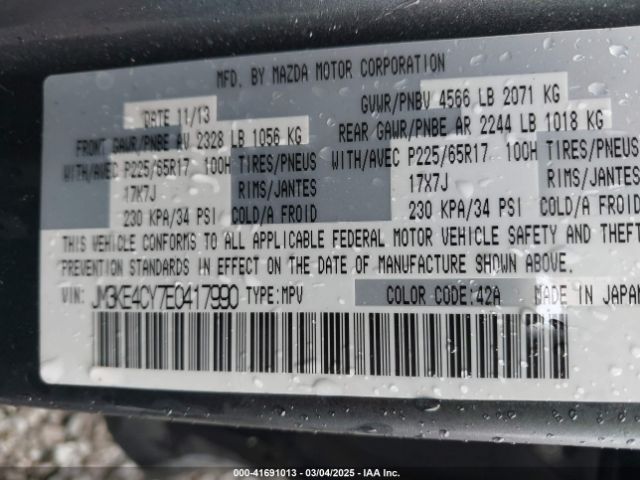 MFD. BY MAZDA MOTOR CORPORATION
DATE 11/13 GVWR/PNBV 4566 LB 2071 KG
FRONT GAWR/PNBE AV 2328 LB 1056 KG REAR GAWR/PNBE AR 2244 LB 1018 KG
WITH/AVEC P225/65R17 100H TIRES/PNEUS WITH/AVEC P225/65R17 100H TIRES/PNEUS
17X7J RIMS/JANTES 17X7J RIMS/JANTES
230 KPA/34 PSI COLD/A FROID 230 KPA/34 PSI COLD/A FROID
THIS VEHICLE CONFORMS TO ALL APPLICABLE FEDERAL MOTOR VEHICLE SAFETY AND THEFT
PREVENTION STANDARDS IN EFFECT ON THE DATE OF MANUFACTURE SHOWN ABOVE.
VIN: JM3KE4CY7E0417990 TYPE:MPV COLOR CODE:42A MADE IN JAPAN
000-41691013 - 03/04/2025 - IAA Inc.